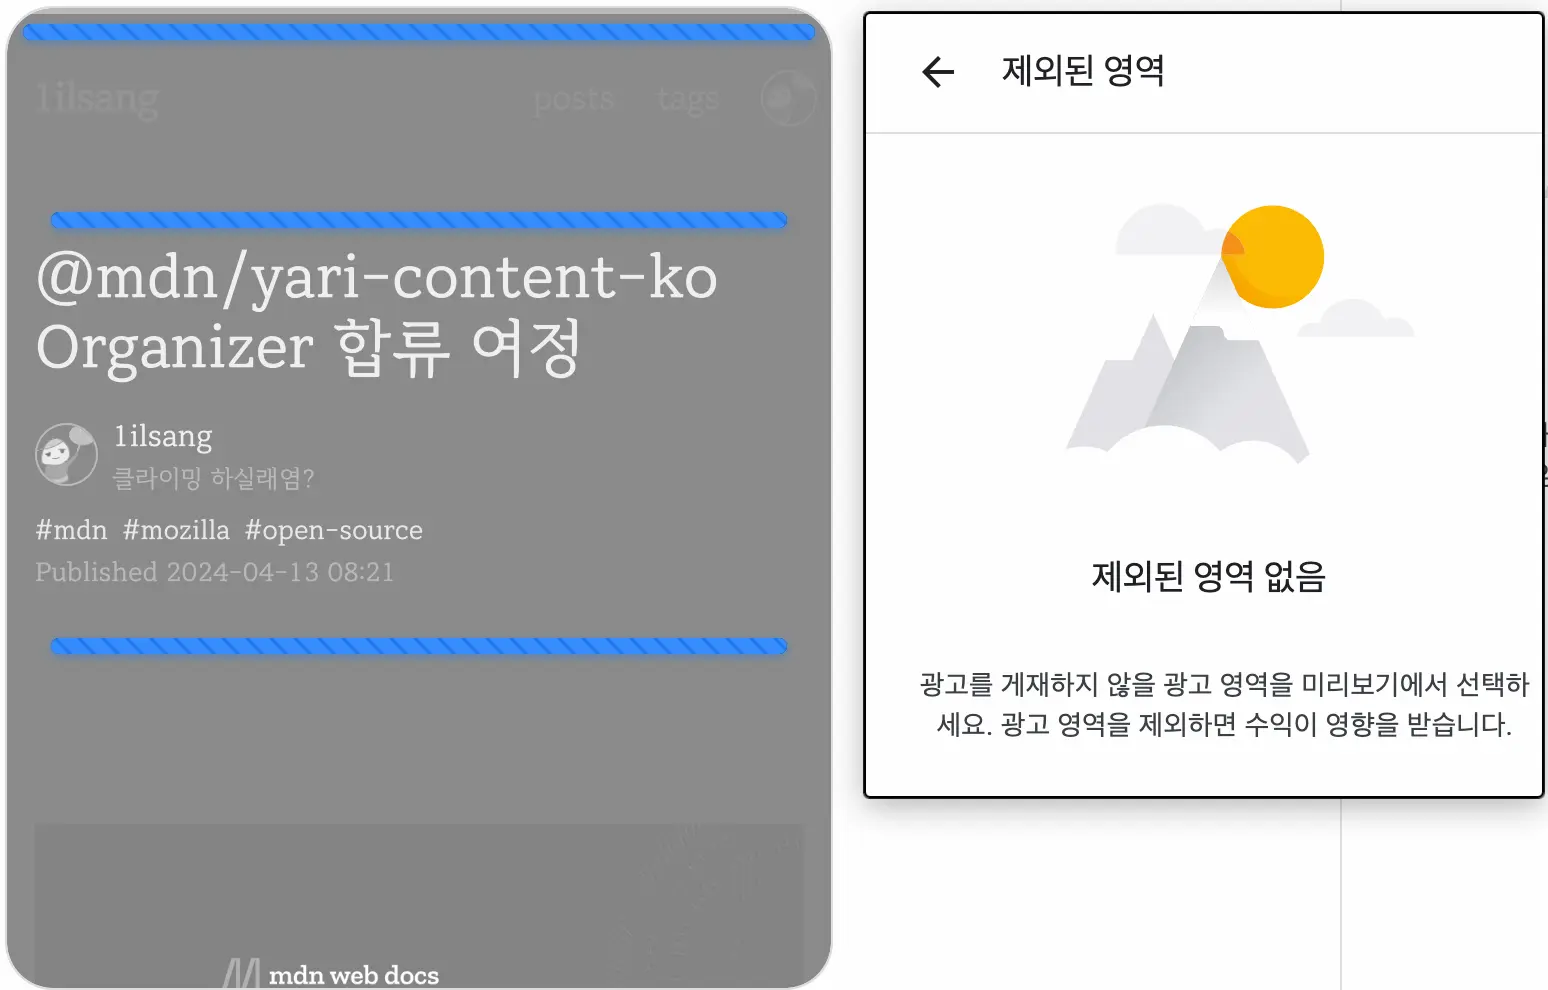 1ilsang
posts tags
@mdn/yari-content-ko
Organizer 합류 여정
1ilsang
클라이밍 하실래염?
#mdn #mozilla #open-source
Published 2024-04-13 08:21
mdn web docs
제외된 영역
제외된 영역 없음
광고를 게재하지 않을 광고 영역을 미리보기에서 선택하
세요. 광고 영역을 제외하면 수익이 영향을 받습니다.